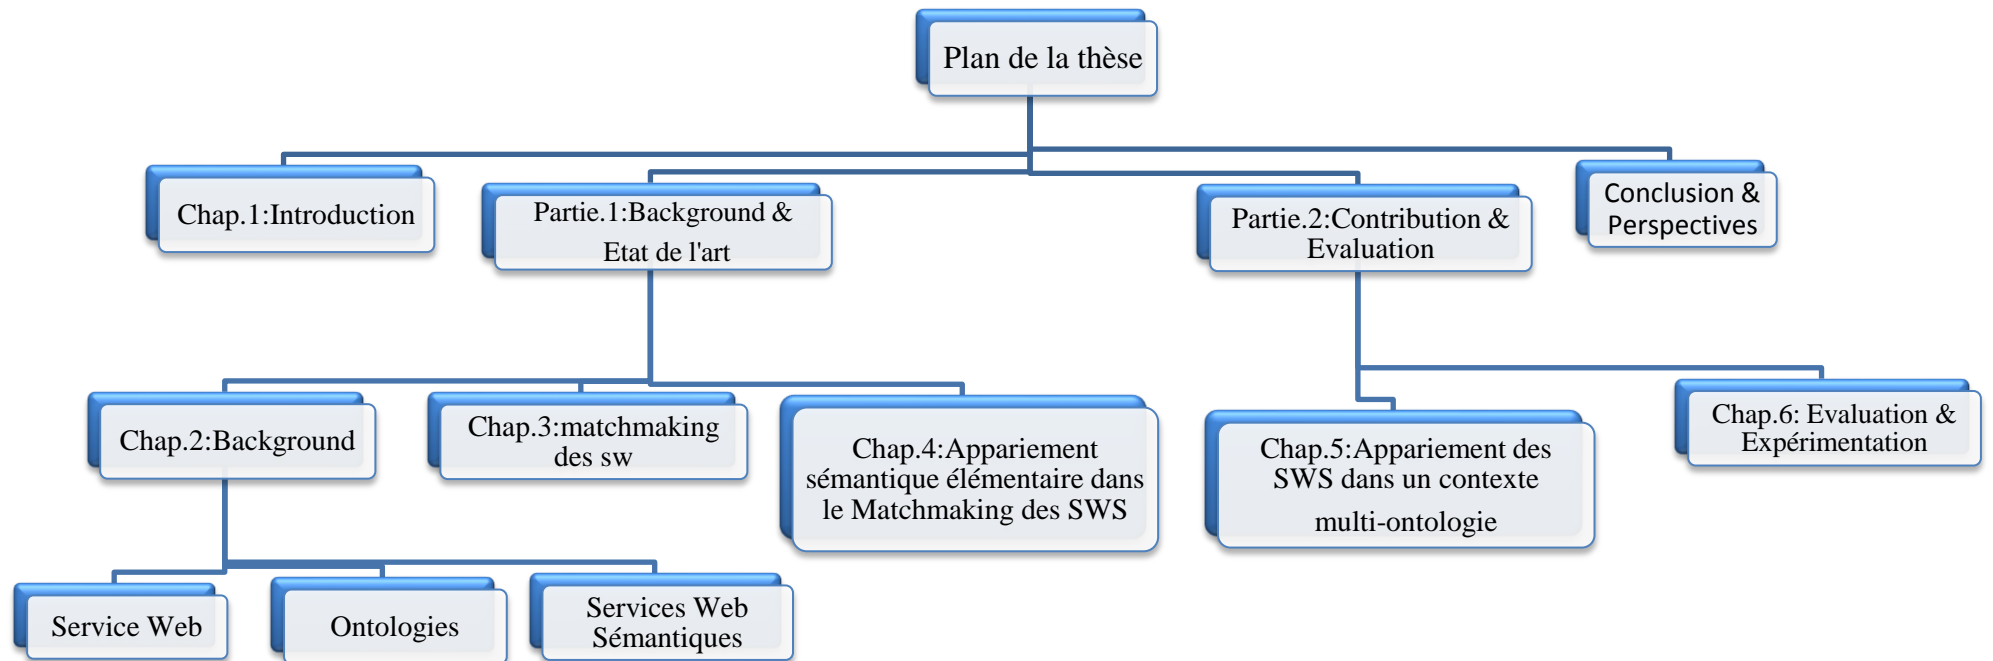 Plan de la thèse
Chap.1:Introduction
Partie.1:Background &
Etat de l'art
Partie.2:Contribution &
Evaluation
Conclusion &
Perspectives
Chap.2:Background
Chap.3:matchmaking
des sw
Chap.4:Appariement
sémantique élémentaire dans
le Matchmaking des SWS
Chap.5:Appariement des
SWS dans un contexte
multi-ontologie
Chap.6: Evaluation &
Expérimentation
Service Web
Ontologies
Services Web
Sémantiques